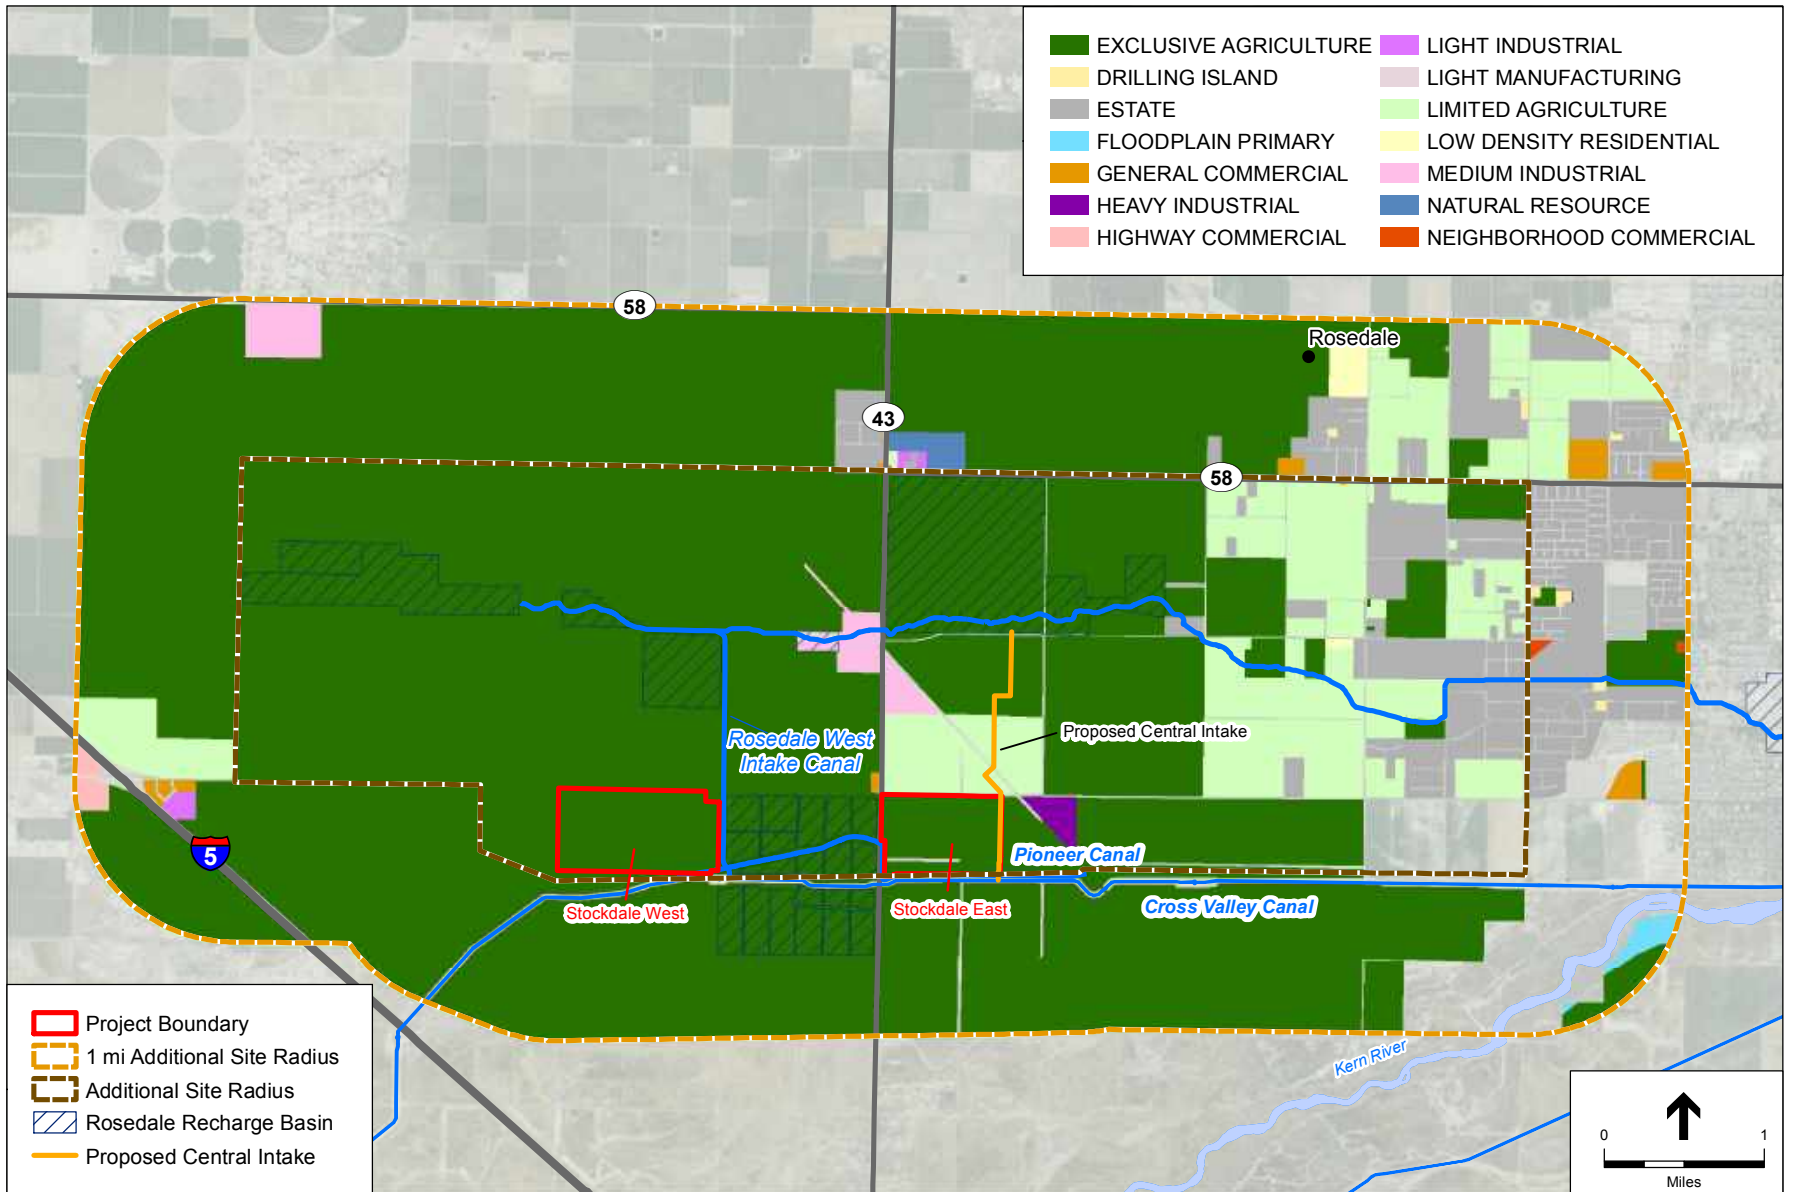 EXCLUSIVE AGRICULTURE
DRILLING ISLAND
ESTATE
FLOODPLAIN PRIMARY
GENERAL COMMERCIAL
HEAVY INDUSTRIAL
HIGHWAY COMMERCIAL
LIGHT INDUSTRIAL
LIGHT MANUFACTURING
LIMITED AGRICULTURE
LOW DENSITY RESIDENTIAL
MEDIUM INDUSTRIAL
NATURAL RESOURCE
NEIGHBORHOOD COMMERCIAL
58
Rosedale
43
58
Rosedale West
Intake Canal
Proposed Central Intake
5
Pioneer Canal
Stockdale West
Stockdale East
Cross Valley Canal
Kern River
Project Boundary
1 mi Additional Site Radius
Additional Site Radius
Rosedale Recharge Basin
Proposed Central Intake
0 1
Miles